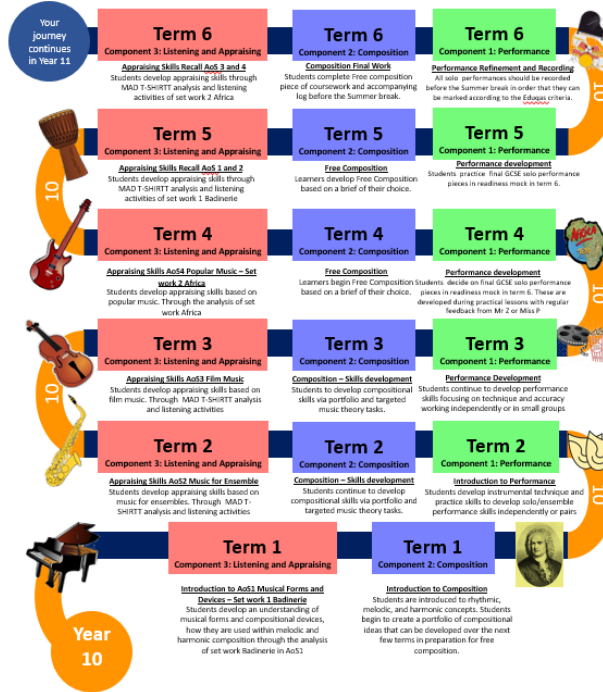 Your
journey
continues
in Year 11
Term 6
Component 3: Listening and Appraising
Term 6
Component 2: Composition
Term 6
Component 1: Performance
Appraising Skills Recall AoS 3 and 4
Students develop appraising skills through
MAD T-SHIRTT analysis and listening
activities of set work 2 Africa
Composition Final Work
Students complete Free composition
piece of coursework and accompanying
log before the Summer break.
Performance Refinement and Recording
All solo performances should be recorded
before the Summer break in order that they can
be marked according to the Eduqas criteria.
10
Term 5
Component 3: Listening and Appraising
Term 5
Component 2: Composition
Term 5
Component 1: Performance
Appraising Skills Recall AoS 1 and 2
Students develop appraising skills through
MAD T-SHIRTT analysis and listening
activities of set work 1 Badinerie
Free Composition
Learners develop Free Composition
based on a brief of their choice.
Performance development
Students practice final GCSE solo performance
pieces in readiness mock in term 6.
10
Term 4
Component 3: Listening and Appraising
Term 4
Component 2: Composition
Term 4
Component 1: Performance
AFRICA
Appraising Skills AoS4 Popular Music – Set
work 2 Africa
Students develop appraising skills based on
popular music. Through the analysis of set
work Africa
Free Composition
Learners begin Free Composition
based on a brief of their choice.
Performance development
Students decide on final GCSE solo performance
pieces in readiness mock in term 6. These are
developed during practical lessons with regular
feedback from Mr Z or Miss P
10
Term 3
Component 3: Listening and Appraising
Term 3
Component 2: Composition
Term 3
Component 1: Performance
Appraising Skills AoS3 Film Music
Students develop appraising skills based on
film music. Through MAD T-SHIRTT analysis
and listening activities
Composition – Skills development
Students to develop compositional
skills via portfolio and targeted
music theory tasks.
Performance Development
Students continue to develop performance
skills focusing on technique and accuracy
working independently or in small groups
10
Term 2
Component 3: Listening and Appraising
Term 2
Component 2: Composition
Term 2
Component 1: Performance
Appraising Skills AoS2 Music for Ensemble
Students develop appraising skills based on
music for ensembles. Through MAD T-
SHIRTT analysis and listening activities
Composition – Skills development
Students continue to develop
compositional skills via portfolio and
targeted music theory tasks.
Introduction to Performance
Students develop instrumental technique and
practice skills to develop solo/ensemble
performance skills independently or pairs
10
Term 1
Component 3: Listening and Appraising
Term 1
Component 2: Composition
Introduction to AoS1 Musical Forms and
Devices – Set work 1 Badinerie
Students develop an understanding of
musical forms and compositional devices,
how they are used within melodic and
harmonic composition through the analysis
of set work Badinerie in AoS1
Introduction to Composition
Students are introduced to rhythmic,
melodic, and harmonic concepts. Students
begin to create a portfolio of compositional
ideas that can be developed over the next
few terms in preparation for free
composition.
Year
10